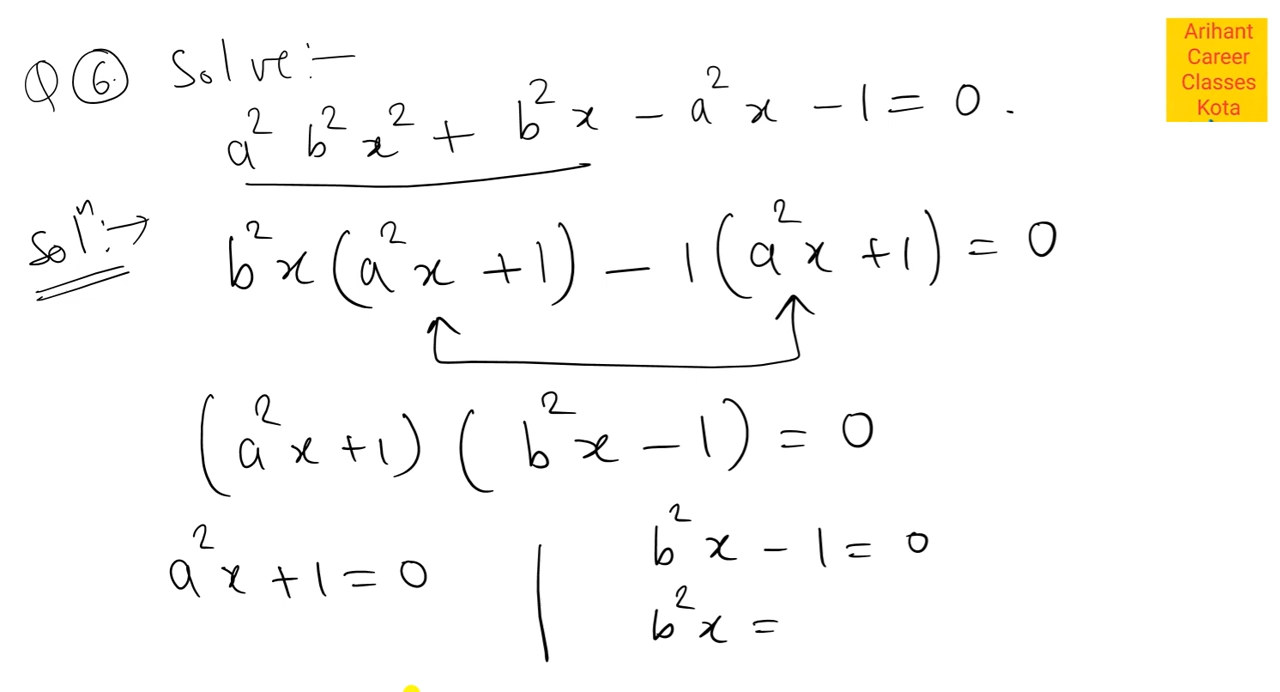 Q 6. Solve :-
a² b² x² + b² x - a² x - 1 = 0 .
Solⁿ :→
b² x (a² x + 1) - 1 (a² x + 1) = 0
(a² x + 1) ( b² x - 1) = 0
a² x + 1 = 0
b² x - 1 = 0
b² x =
Arihant
Career
Classes
Kota